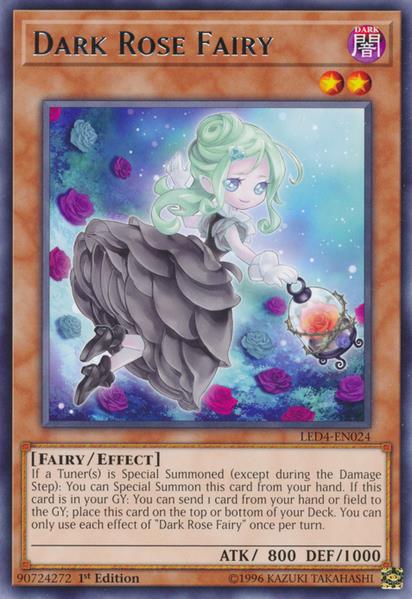 DARK ROSE FAIRY
DARK
闇
LED4-EN024
[FAIRY/EFFECT]
If a Tuner(s) is Special Summoned (except during the Damage
Step): You can Special Summon this card from your hand. If this
card is in your GY: You can send 1 card from your hand or field to
the GY; place this card on the top or bottom of your Deck. You can
only use each effect of "Dark Rose Fairy" once per turn.
ATK/ 800 DEF/1000
90724272 1st Edition ©1996 KAZUKI TAKAHASHI